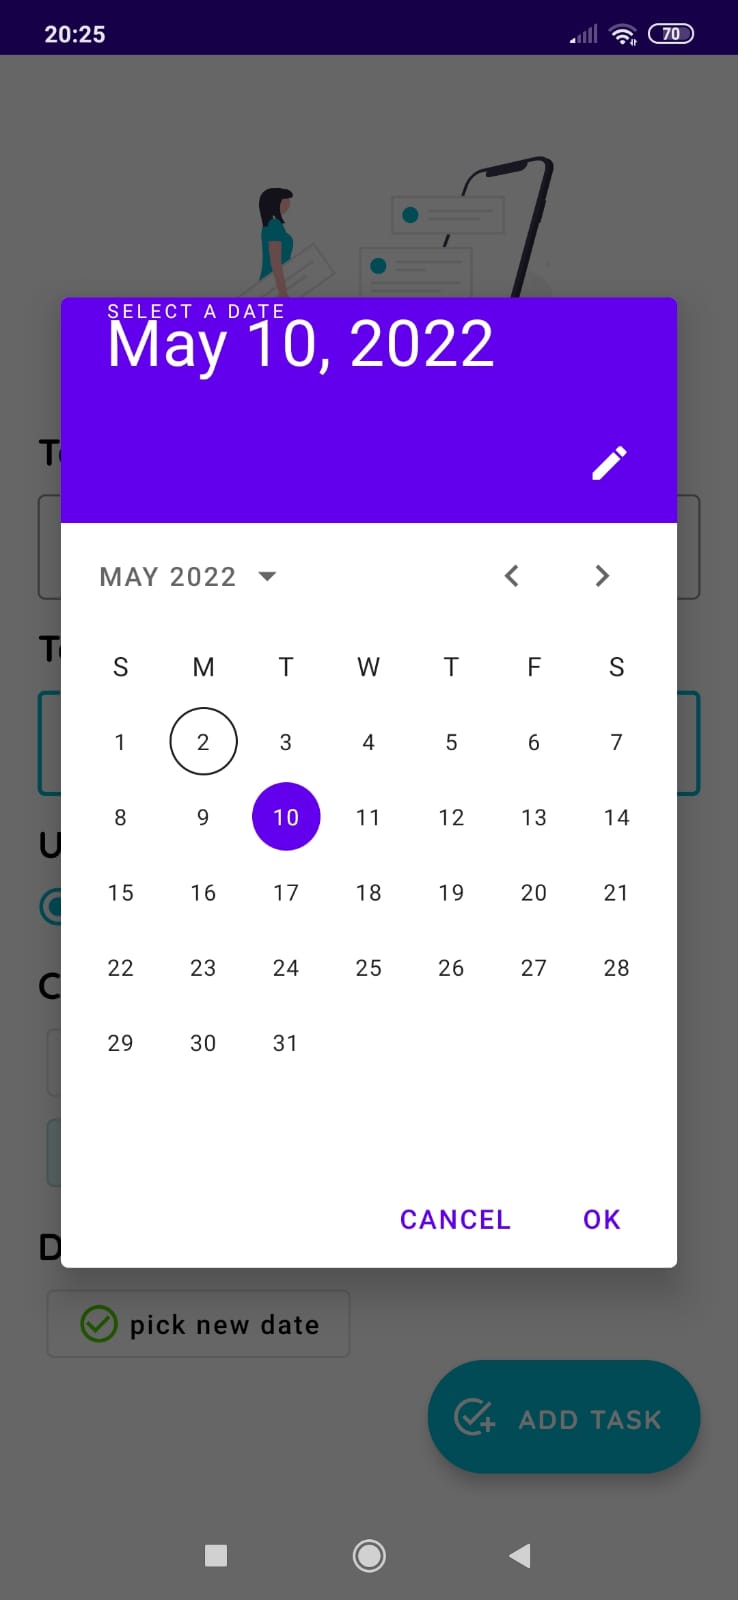 20:25
70
SELECT A DATE
May 10, 2022
MAY 2022
S M T W T F S
1 2 3 4 5 6 7
8 9 10 11 12 13 14
15 16 17 18 19 20 21
22 23 24 25 26 27 28
29 30 31
CANCEL OK
pick new date
ADD TASK